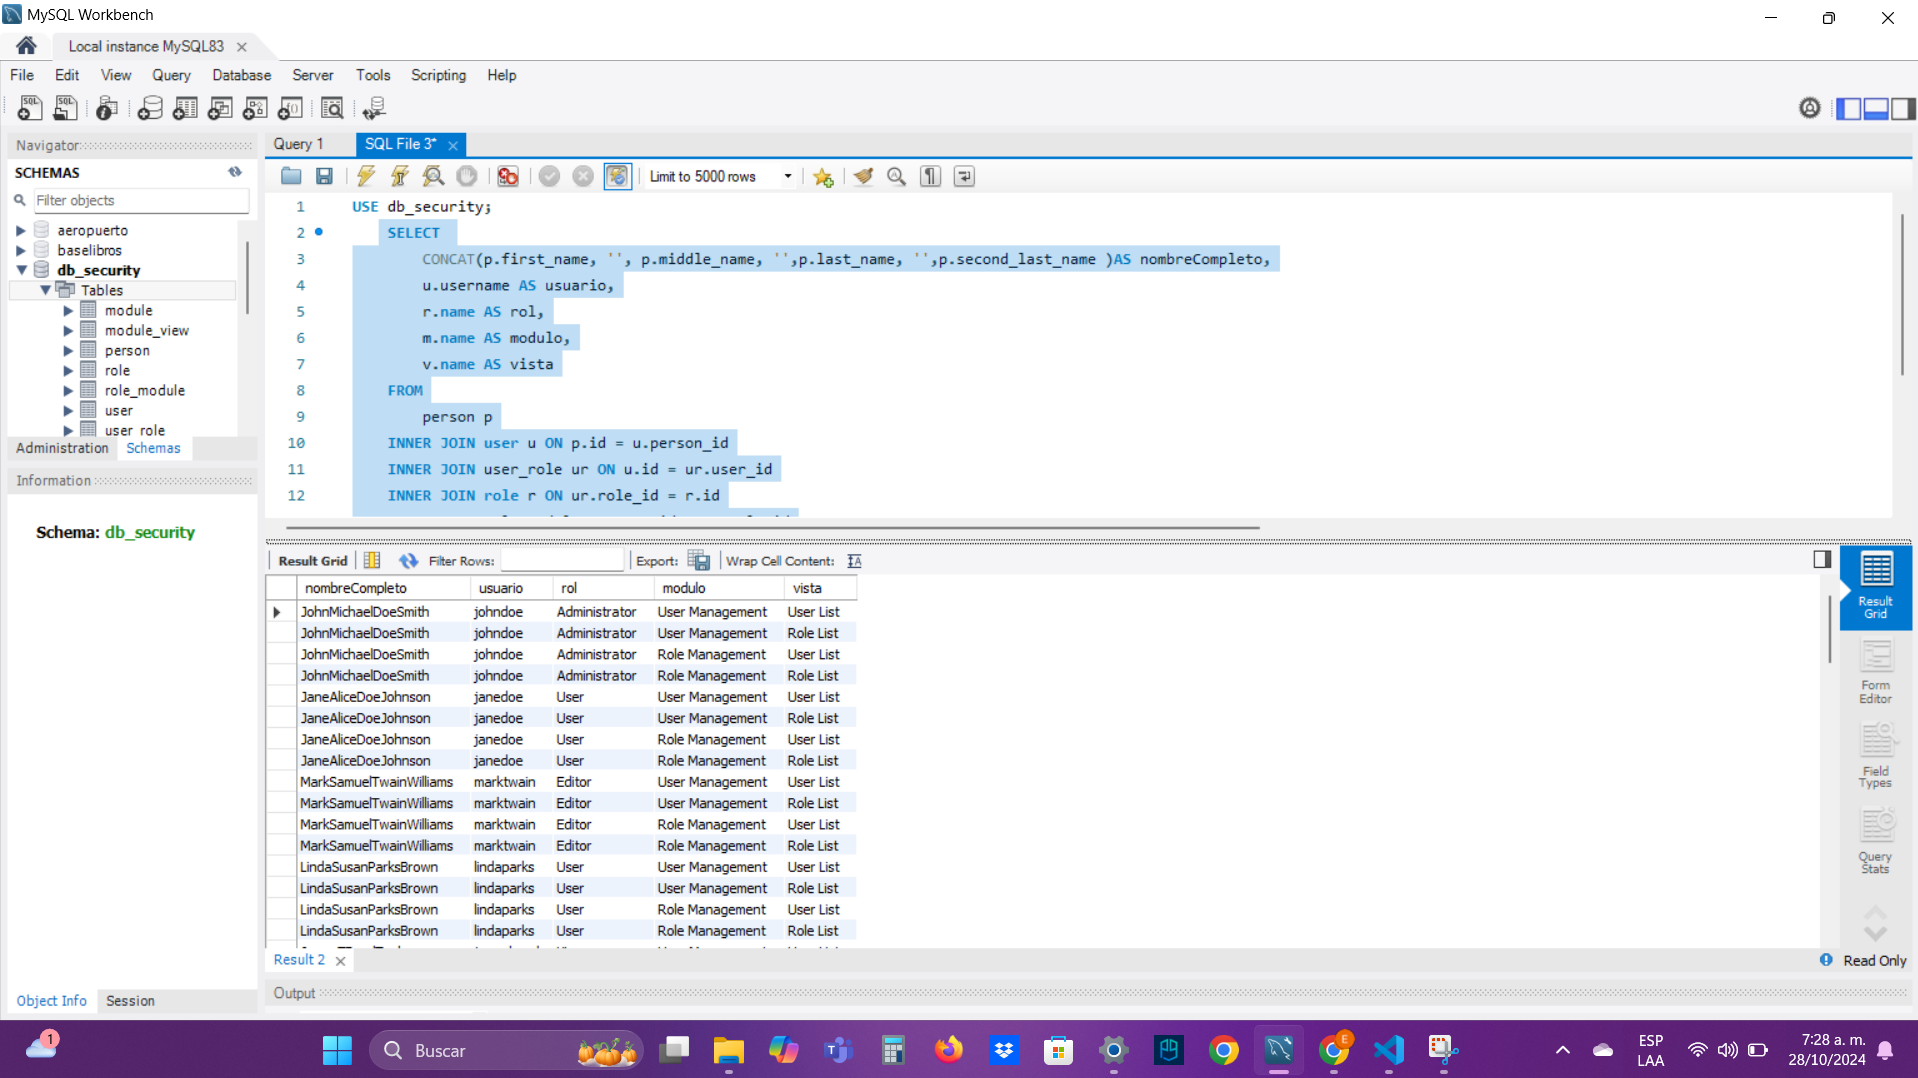 MySQL Workbench
Local instance MySQL83
File Edit View Query Database Server Tools Scripting Help
Navigator
SCHEMAS
Filter objects
aeropuerto
baselibros
db_security
Tables
module
module_view
person
role
role_module
user
user_role
Administration Schemas
Information
Schema: db_security
Object Info Session
Query 1 SQL File 3*
Limit to 5000 rows
1 USE db_security;
2 SELECT
3 CONCAT(p.first_name, '', p.middle_name, '',p.last_name, '',p.second_last_name )AS nombreCompleto,
4 u.username AS usuario,
5 r.name AS rol,
6 m.name AS modulo,
7 v.name AS vista
8 FROM
9 person p
10 INNER JOIN user u ON p.id = u.person_id
11 INNER JOIN user_role ur ON u.id = ur.user_id
12 INNER JOIN role r ON ur.role_id = r.id
Result Grid Filter Rows: Export: Wrap Cell Content:
nombreCompleto usuario rol modulo vista
JohnMichaelDoeSmith johndoe Administrator User Management User List
JohnMichaelDoeSmith johndoe Administrator User Management Role List
JohnMichaelDoeSmith johndoe Administrator Role Management User List
JohnMichaelDoeSmith johndoe Administrator Role Management Role List
JaneAliceDoeJohnson janedoe User User Management User List
JaneAliceDoeJohnson janedoe User User Management Role List
JaneAliceDoeJohnson janedoe User Role Management User List
JaneAliceDoeJohnson janedoe User Role Management Role List
MarkSamuelTwainWilliams marktwain Editor User Management User List
MarkSamuelTwainWilliams marktwain Editor User Management Role List
MarkSamuelTwainWilliams marktwain Editor Role Management User List
MarkSamuelTwainWilliams marktwain Editor Role Management Role List
LindaSusanParksBrown lindaparks User User Management User List
LindaSusanParksBrown lindaparks User User Management Role List
LindaSusanParksBrown lindaparks User Role Management User List
LindaSusanParksBrown lindaparks User Role Management Role List
Result Grid
Form Editor
Field Types
Query Stats
Result 2
Read Only
Output
1
Buscar
E
ESP
LAA
7:28 a. m.
28/10/2024